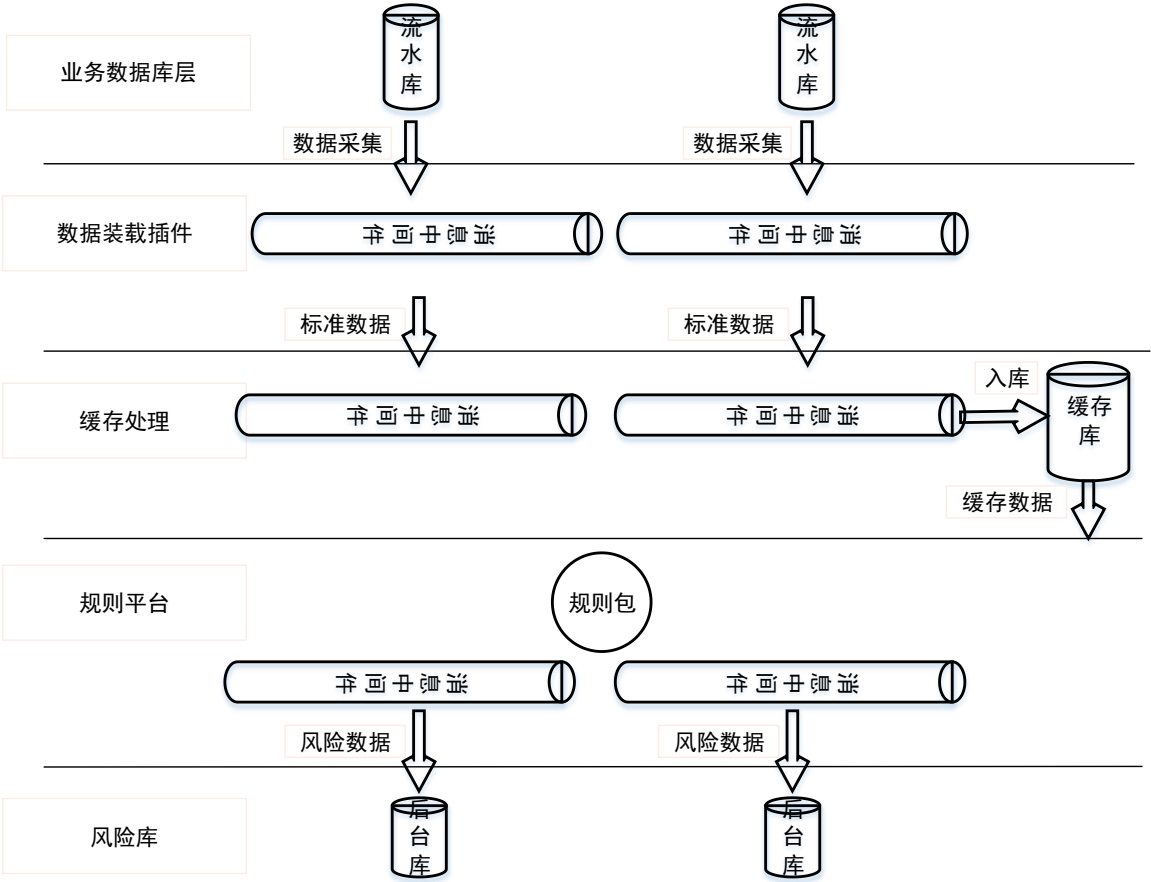 流
水
库
流
水
库
业务数据库层
数据采集
数据采集
数据装载插件
消息中间件
消息中间件
标准数据
标准数据
入库
缓存处理
消息中间件
消息中间件
缓存
库
缓存数据
规则平台
规则包
消息中间件
消息中间件
风险数据
风险数据
风险库
后
台
库
后
台
库